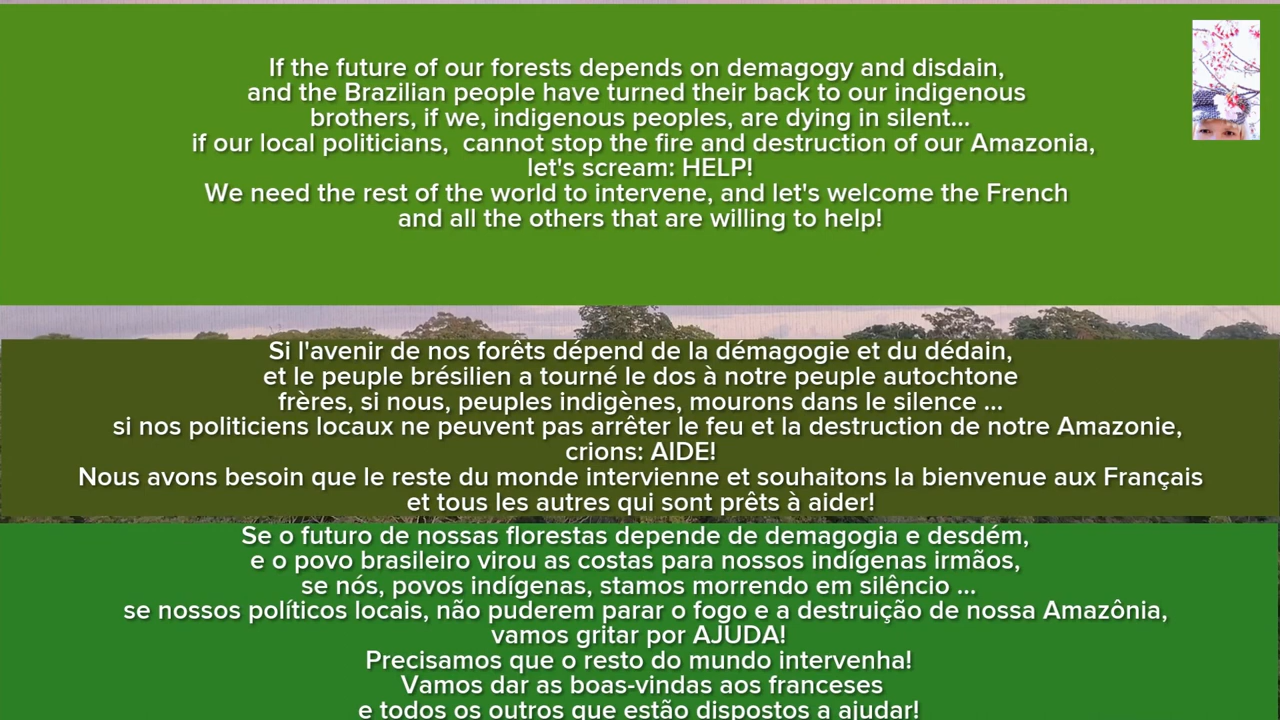 If the future of our forests depends on demagogy and disdain,
and the Brazilian people have turned their back to our indigenous
brothers, if we, indigenous peoples, are dying in silent...
if our local politicians,  cannot stop the fire and destruction of our Amazonia,
let's scream: HELP!
We need the rest of the world to intervene, and let's welcome the French
and all the others that are willing to help!
Si l'avenir de nos forêts dépend de la démagogie et du dédain,
et le peuple brésilien a tourné le dos à notre peuple autochtone
frères, si nous, peuples indigènes, mourons dans le silence ...
si nos politiciens locaux ne peuvent pas arrêter le feu et la destruction de notre Amazonie,
crions: AIDE!
Nous avons besoin que le reste du monde intervienne et souhaitons la bienvenue aux Français
et tous les autres qui sont prêts à aider!
Se o futuro de nossas florestas depende de demagogia e desdém,
e o povo brasileiro virou as costas para nossos indígenas irmãos,
se nós, povos indígenas, stamos morrendo em silêncio ...
se nossos políticos locais, não puderem parar o fogo e a destruição de nossa Amazônia,
vamos gritar por AJUDA!
Precisamos que o resto do mundo intervenha!
Vamos dar as boas-vindas aos franceses
e todos os outros que estão dispostos a ajudar!